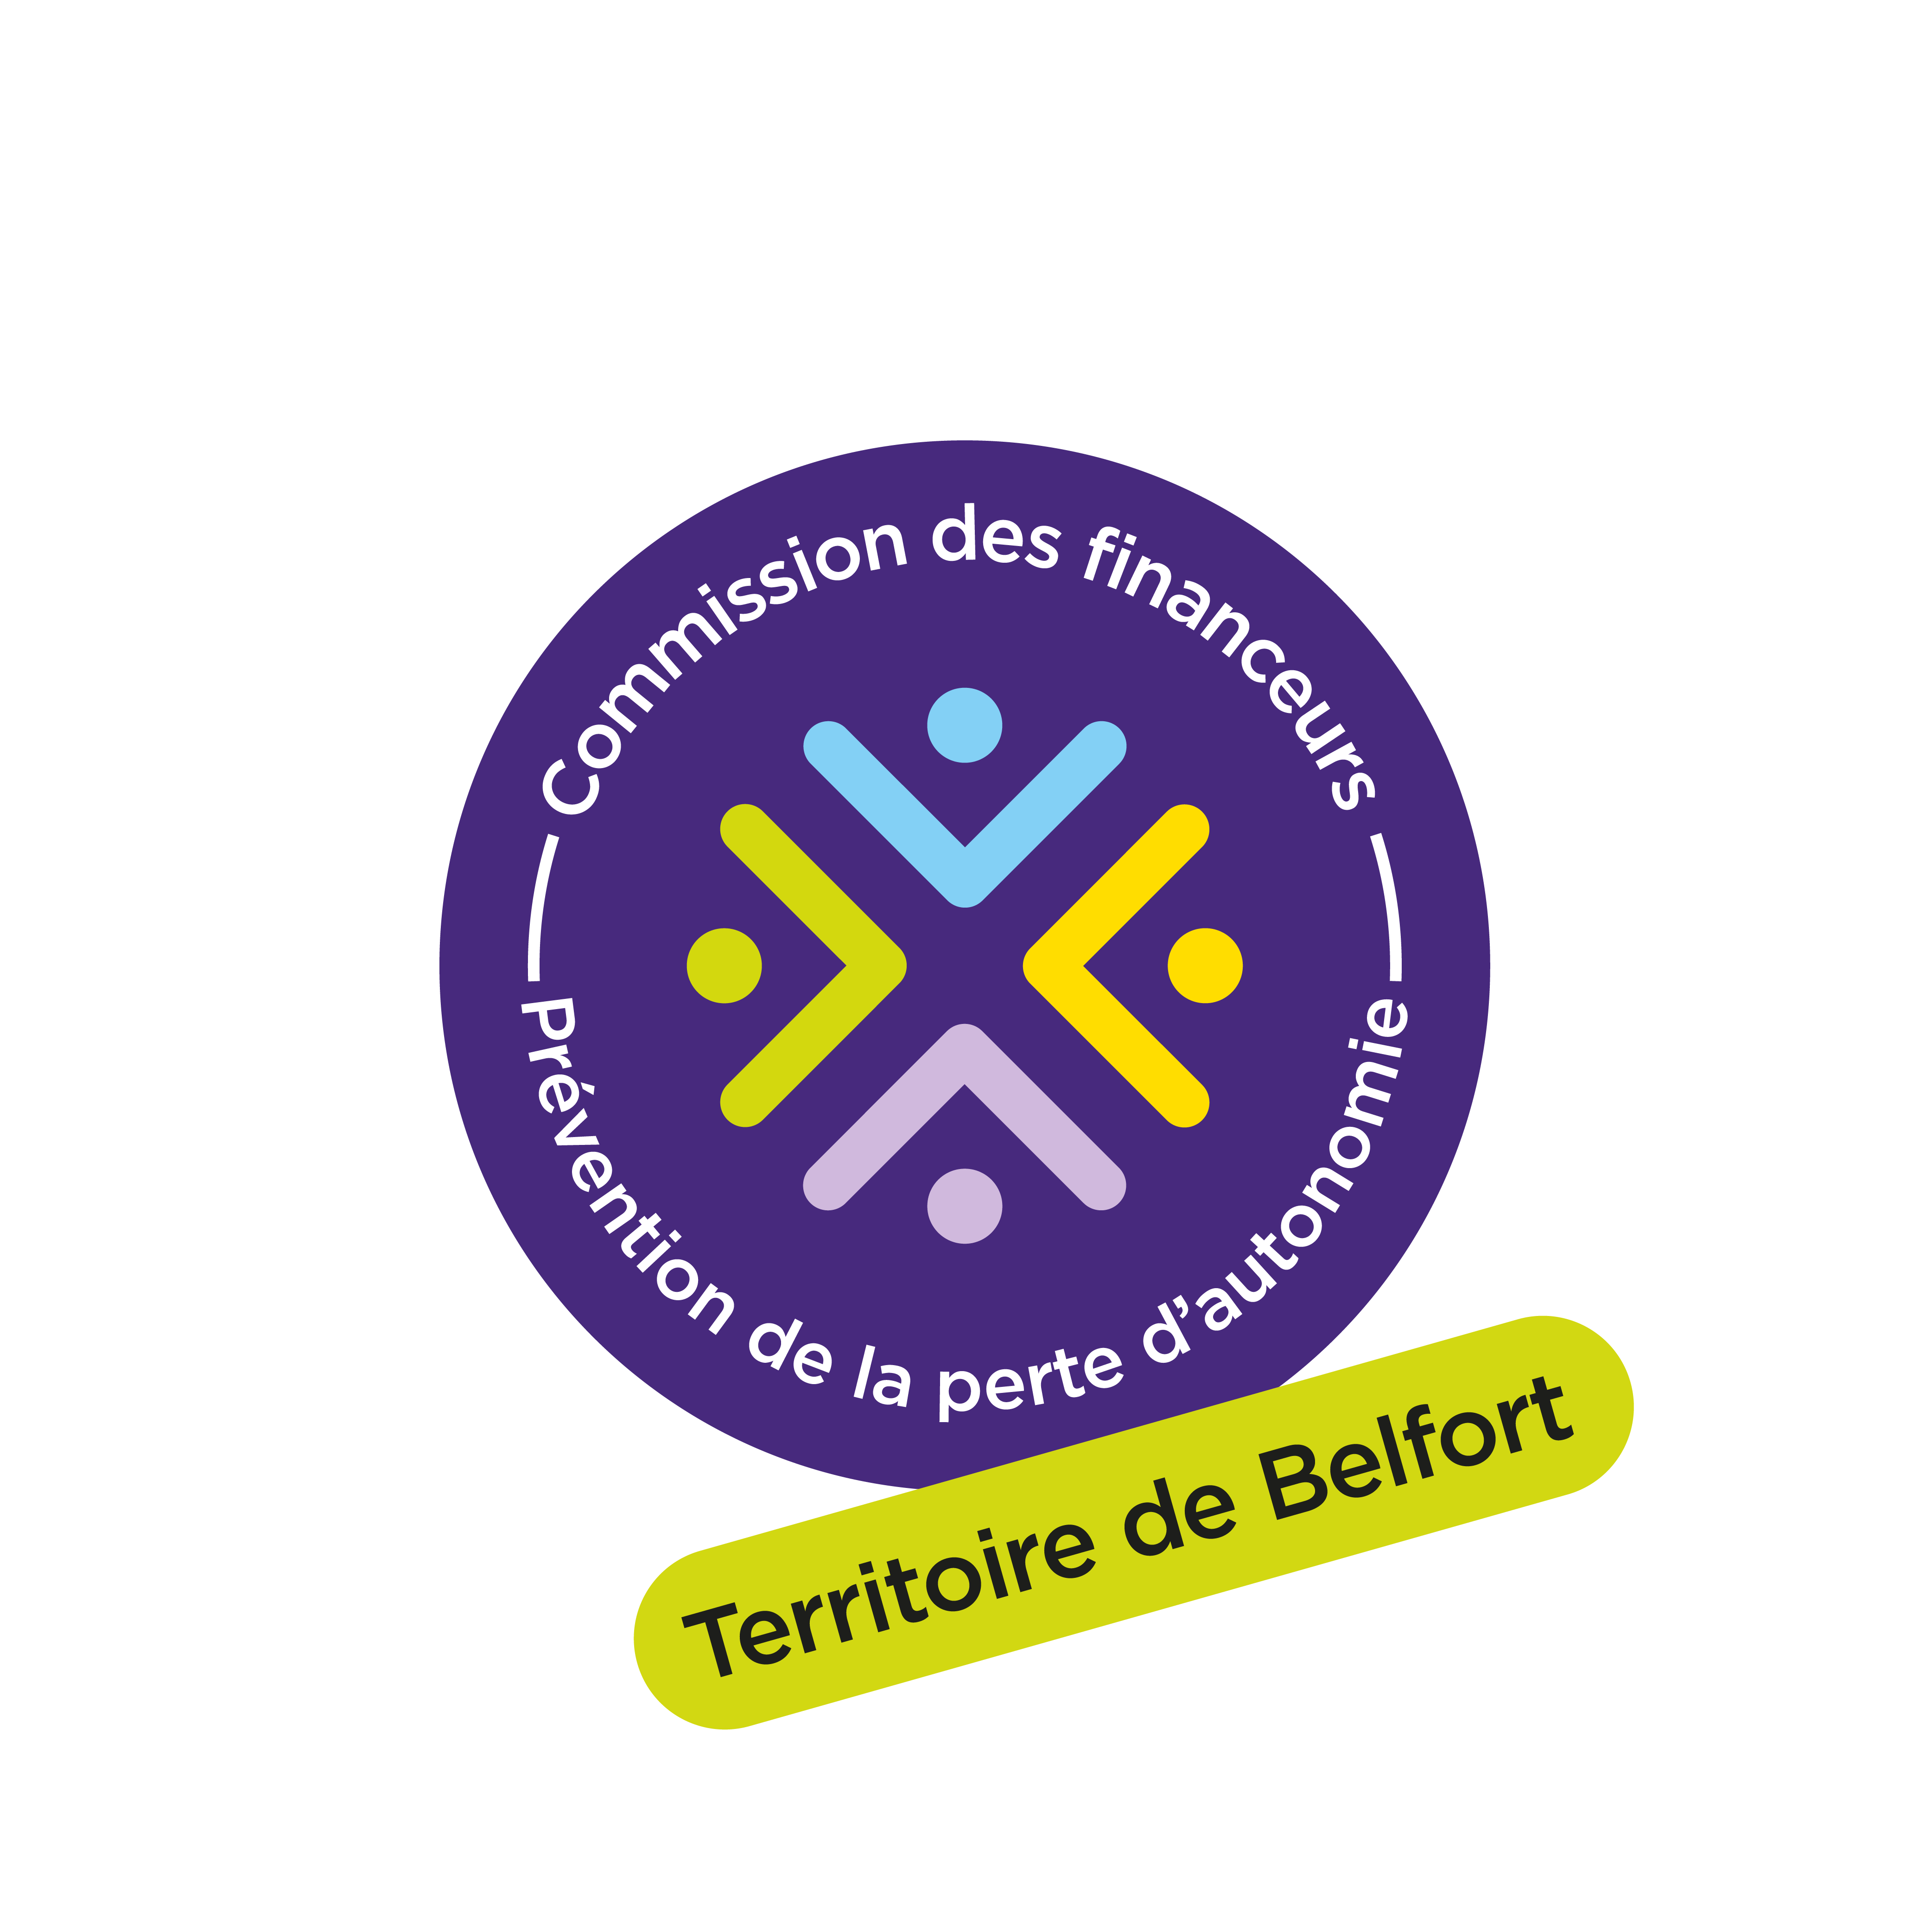 Commission des financeurs
Prévention de la perte d'autonomie
Territoire de Belfort